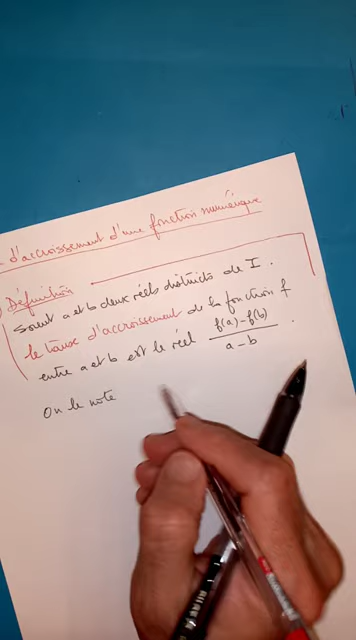 d'accroissement d'une fonction numérique
Définition
Soient a et b deux réels distincts de I.
le taux d'accroissement de la fonction f
entre a et b est le réel f(a)-f(b) / a-b .
On le note